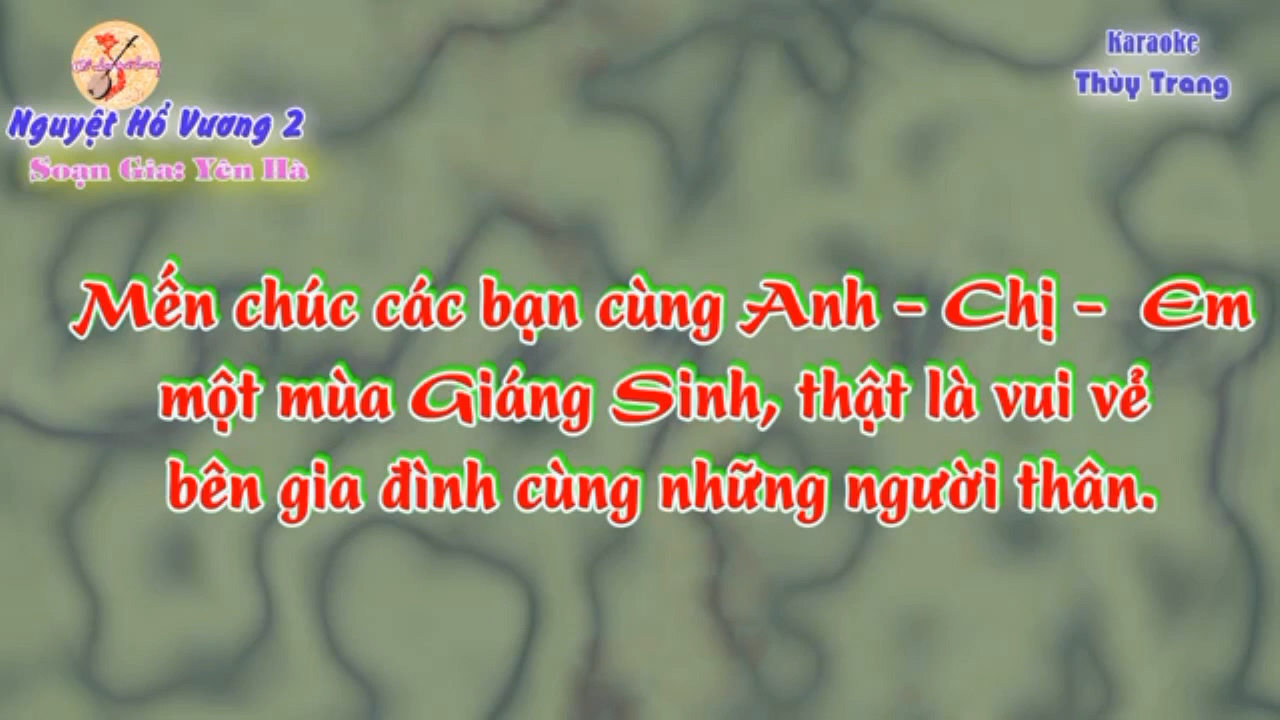 Karaoke
Thùy Trang
Nguyệt Hổ Vương 2
Soạn Gia: Yên Hà
Mến chúc các bạn cùng Anh - Chị - Em
một mùa Giáng Sinh, thật là vui vẻ
bên gia đình cùng những người thân.